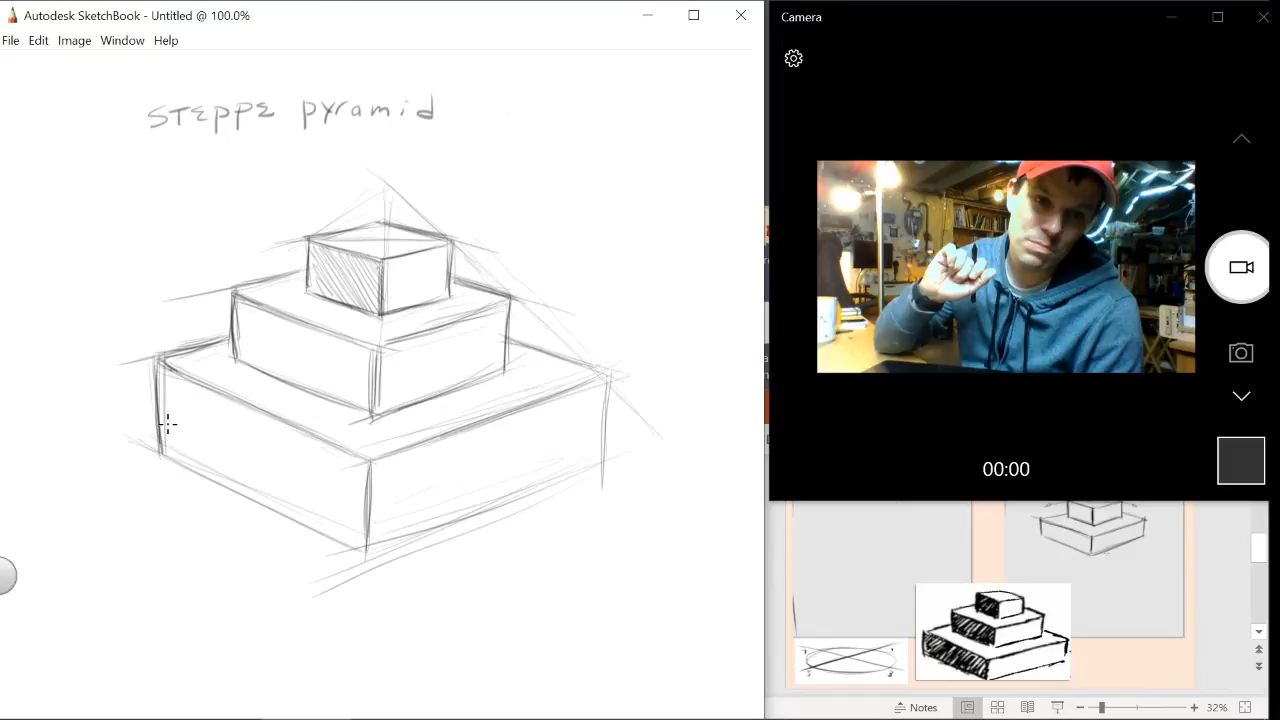 Autodesk SketchBook - Untitled @ 100.0%
File Edit Image Window Help
STEPPE pyramid
Camera
00:00
Notes
32%